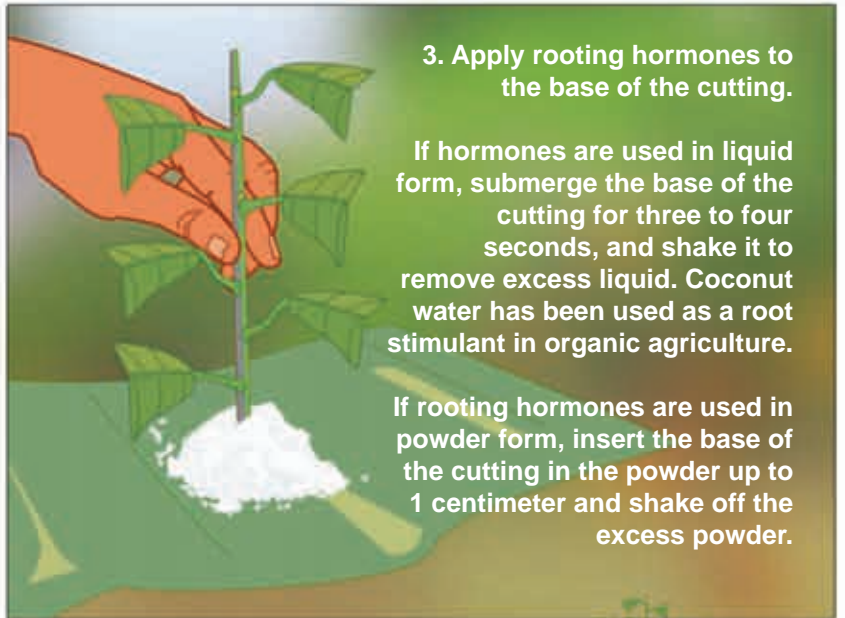 3. Apply rooting hormones to
the base of the cutting.
If hormones are used in liquid
form, submerge the base of the
cutting for three to four
seconds, and shake it to
remove excess liquid. Coconut
water has been used as a root
stimulant in organic agriculture.
If rooting hormones are used in
powder form, insert the base of
the cutting in the powder up to
1 centimeter and shake off the
excess powder.